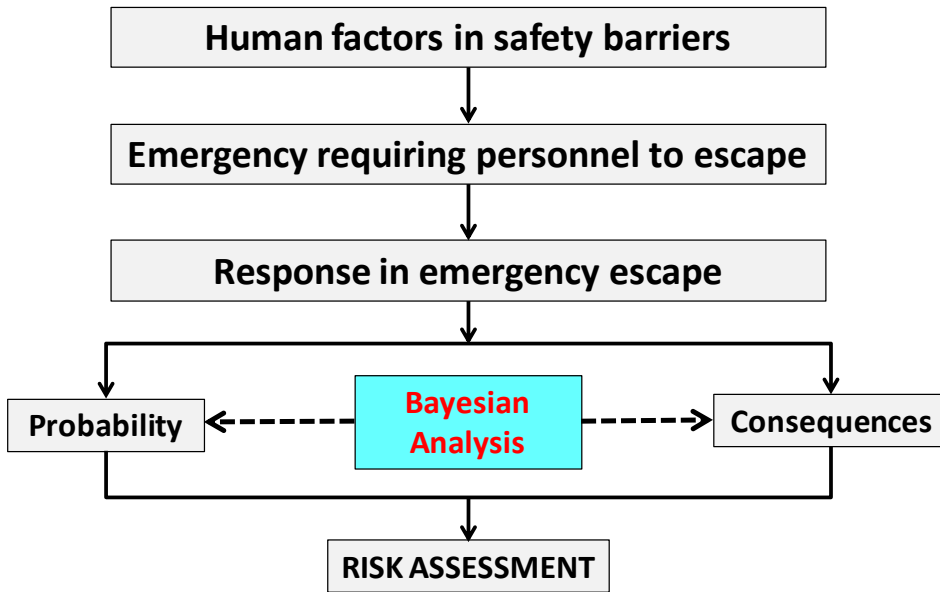 Human factors in safety barriers
Emergency requiring personnel to escape
Response in emergency escape
Probability
Bayesian
Analysis
Consequences
RISK ASSESSMENT